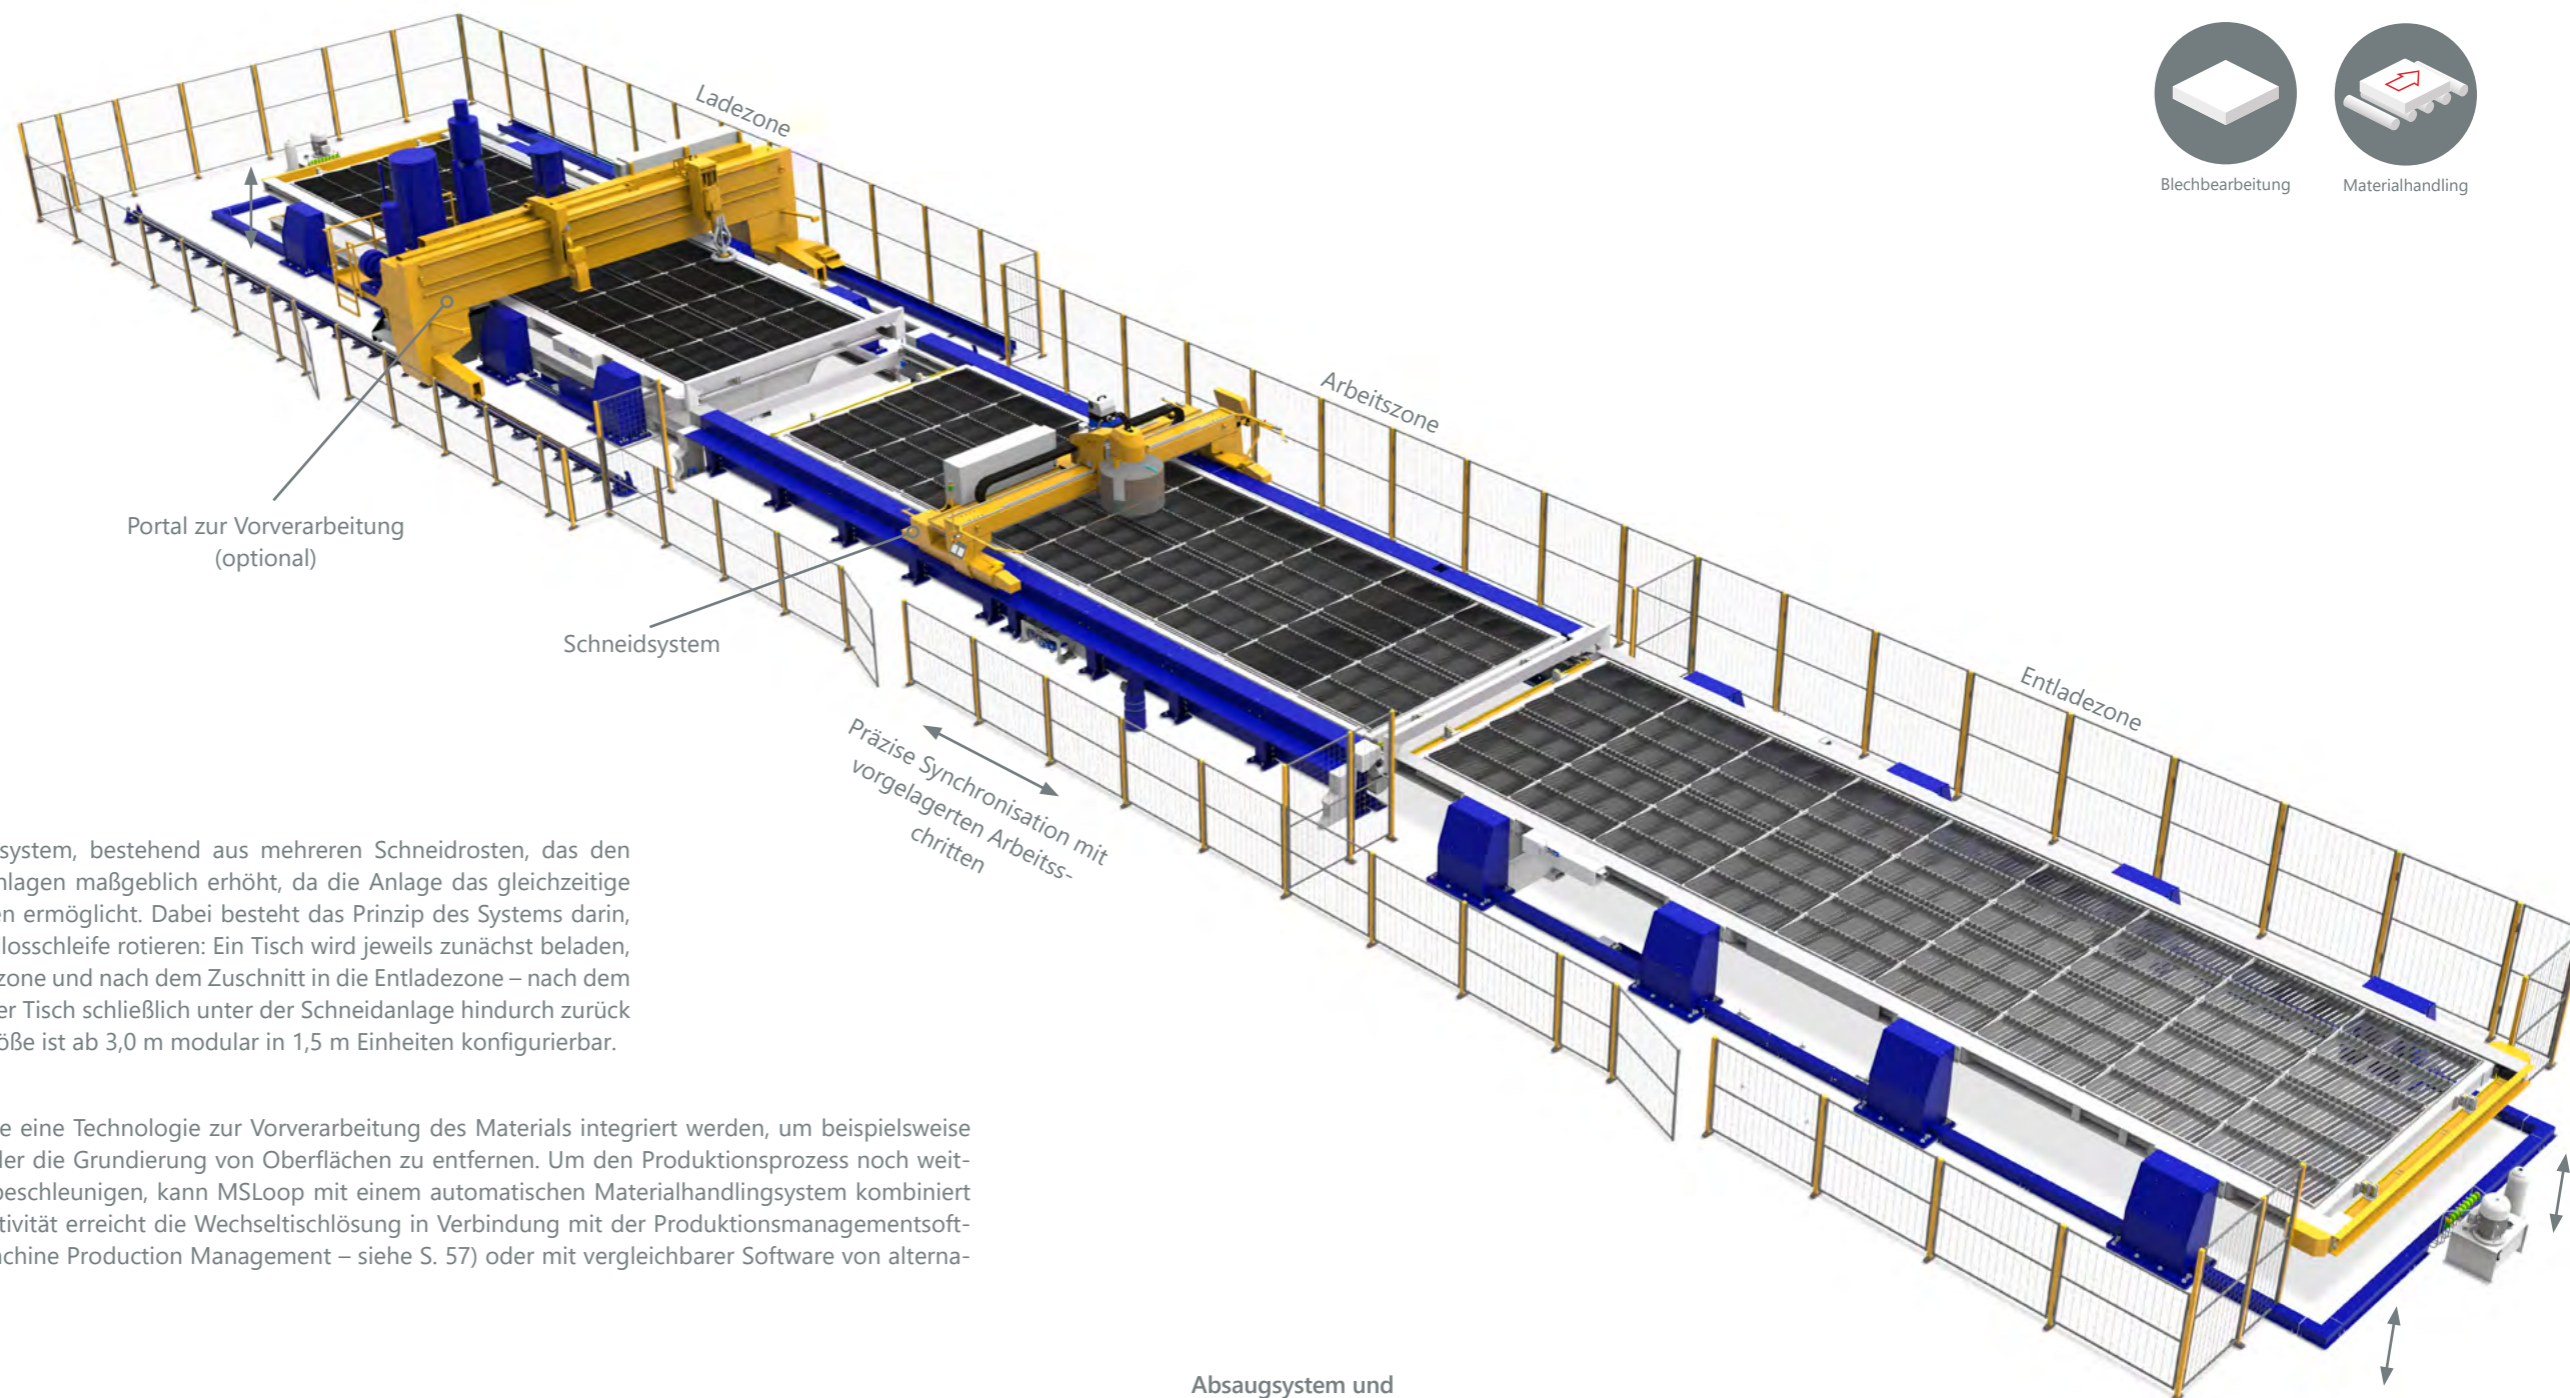 Ladezone
Blechbearbeitung
Materialhandling
Arbeitszone
Portal zur Vorverarbeitung
(optional)
Schneidsystem
Entladezone
Präzise Synchronisation mit
vorgelagerten Arbeitss-
chritten
system, bestehend aus mehreren Schneidrosten, das den
nlagen maßgeblich erhöht, da die Anlage das gleichzeitige
en ermöglicht. Dabei besteht das Prinzip des Systems darin,
llosschleife rotieren: Ein Tisch wird jeweils zunächst beladen,
zone und nach dem Zuschnitt in die Entladezone – nach dem
er Tisch schließlich unter der Schneidanlage hindurch zurück
öße ist ab 3,0 m modular in 1,5 m Einheiten konfigurierbar.
e eine Technologie zur Vorverarbeitung des Materials integriert werden, um beispielsweise
der die Grundierung von Oberflächen zu entfernen. Um den Produktionsprozess noch weit-
beschleunigen, kann MSLoop mit einem automatischen Materialhandlingsystem kombiniert
tivität erreicht die Wechseltischlösung in Verbindung mit der Produktionsmanagementsoft-
achine Production Management – siehe S. 57) oder mit vergleichbarer Software von alterna-
Absaugsystem und